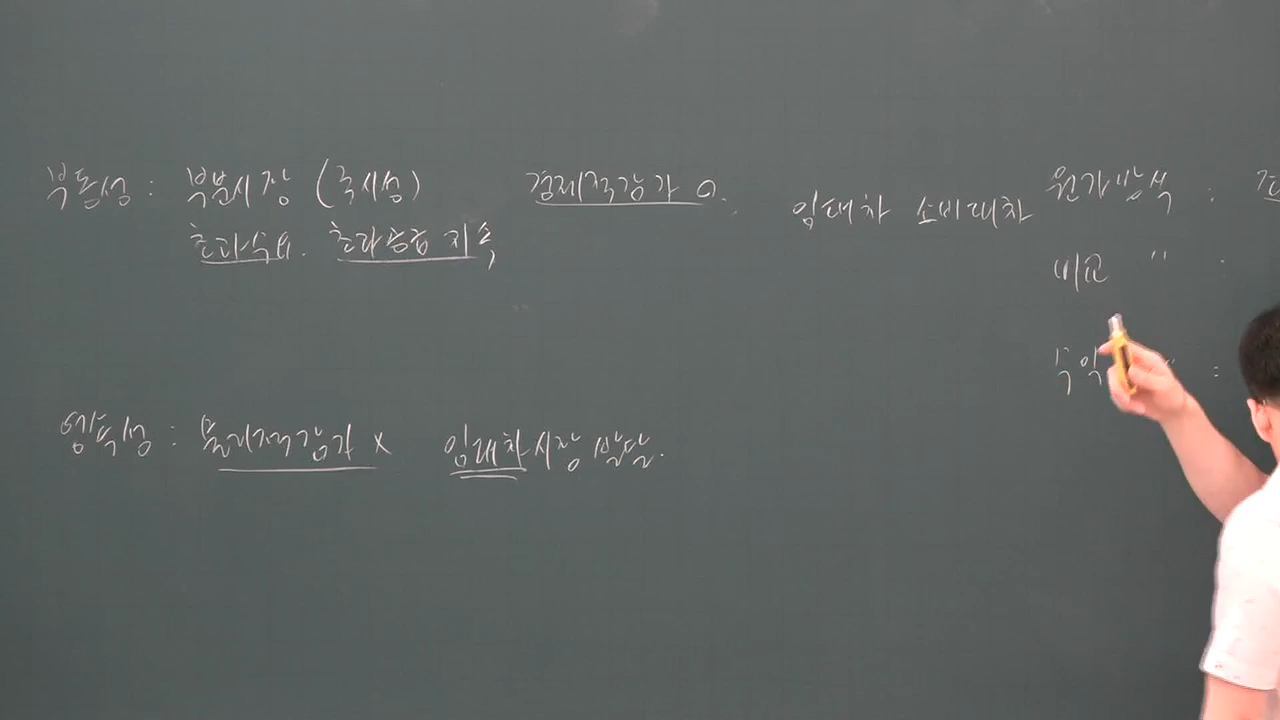 부동성 : 부분시장 (국지성) 경제적감가 O.
초과수요. 초과공급 지속,
임대차 소비대차
원가방식 :
비교 " :
수익 " :
영속성 : 물리적감가 x 임대차시장 발달.